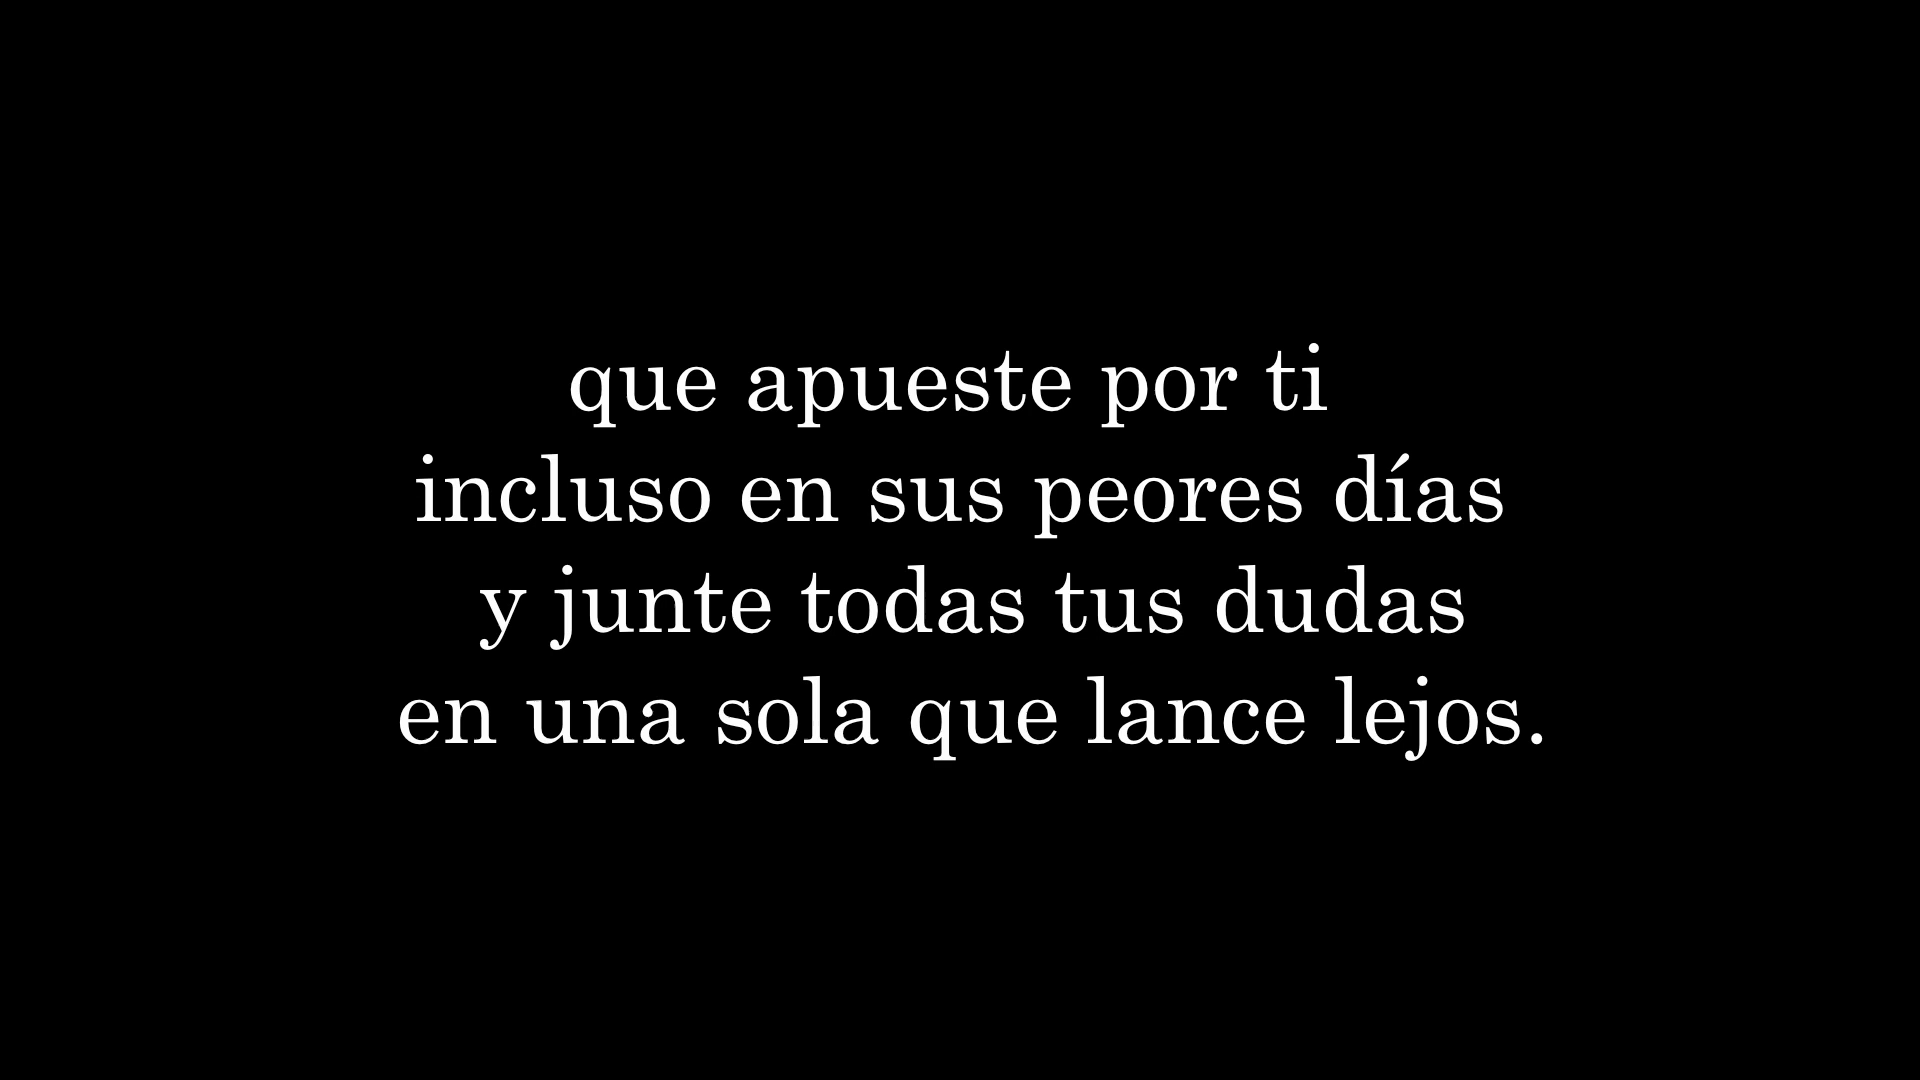 que apueste por ti
incluso en sus peores días
y junte todas tus dudas
en una sola que lance lejos.